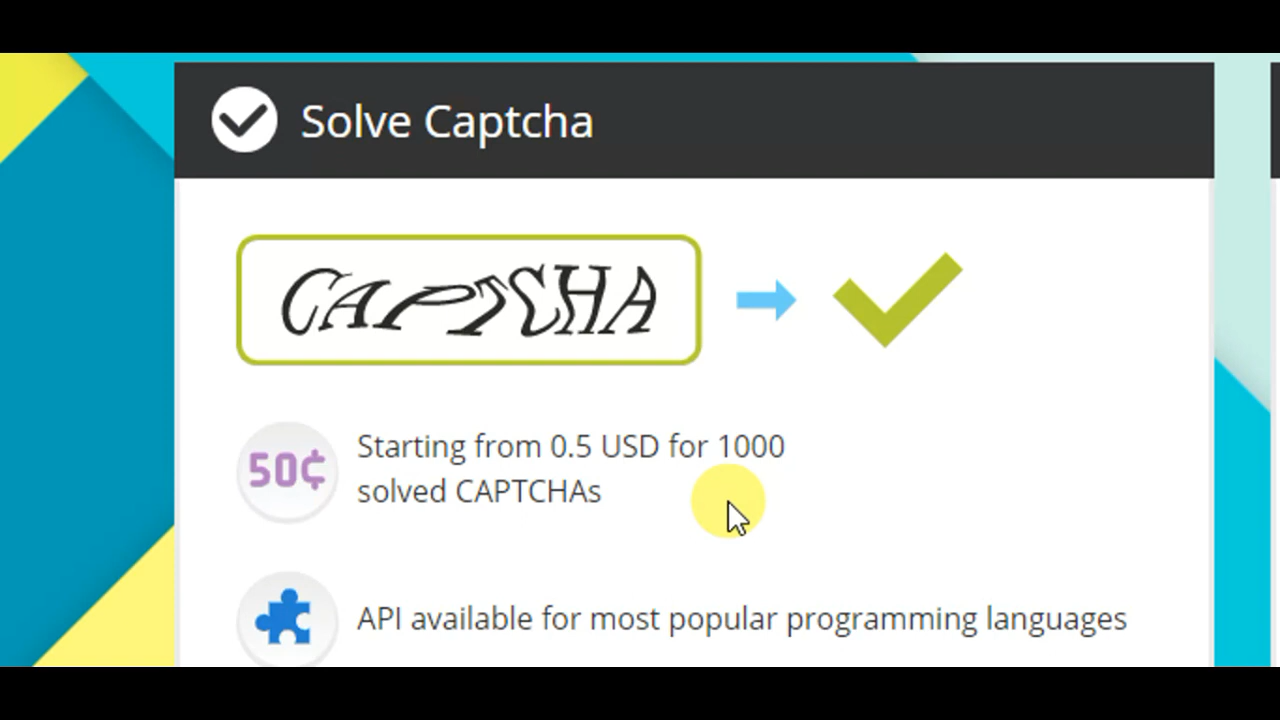 Solve Captcha
CAPTCHA
50¢
Starting from 0.5 USD for 1000
solved CAPTCHAs
API available for most popular programming languages